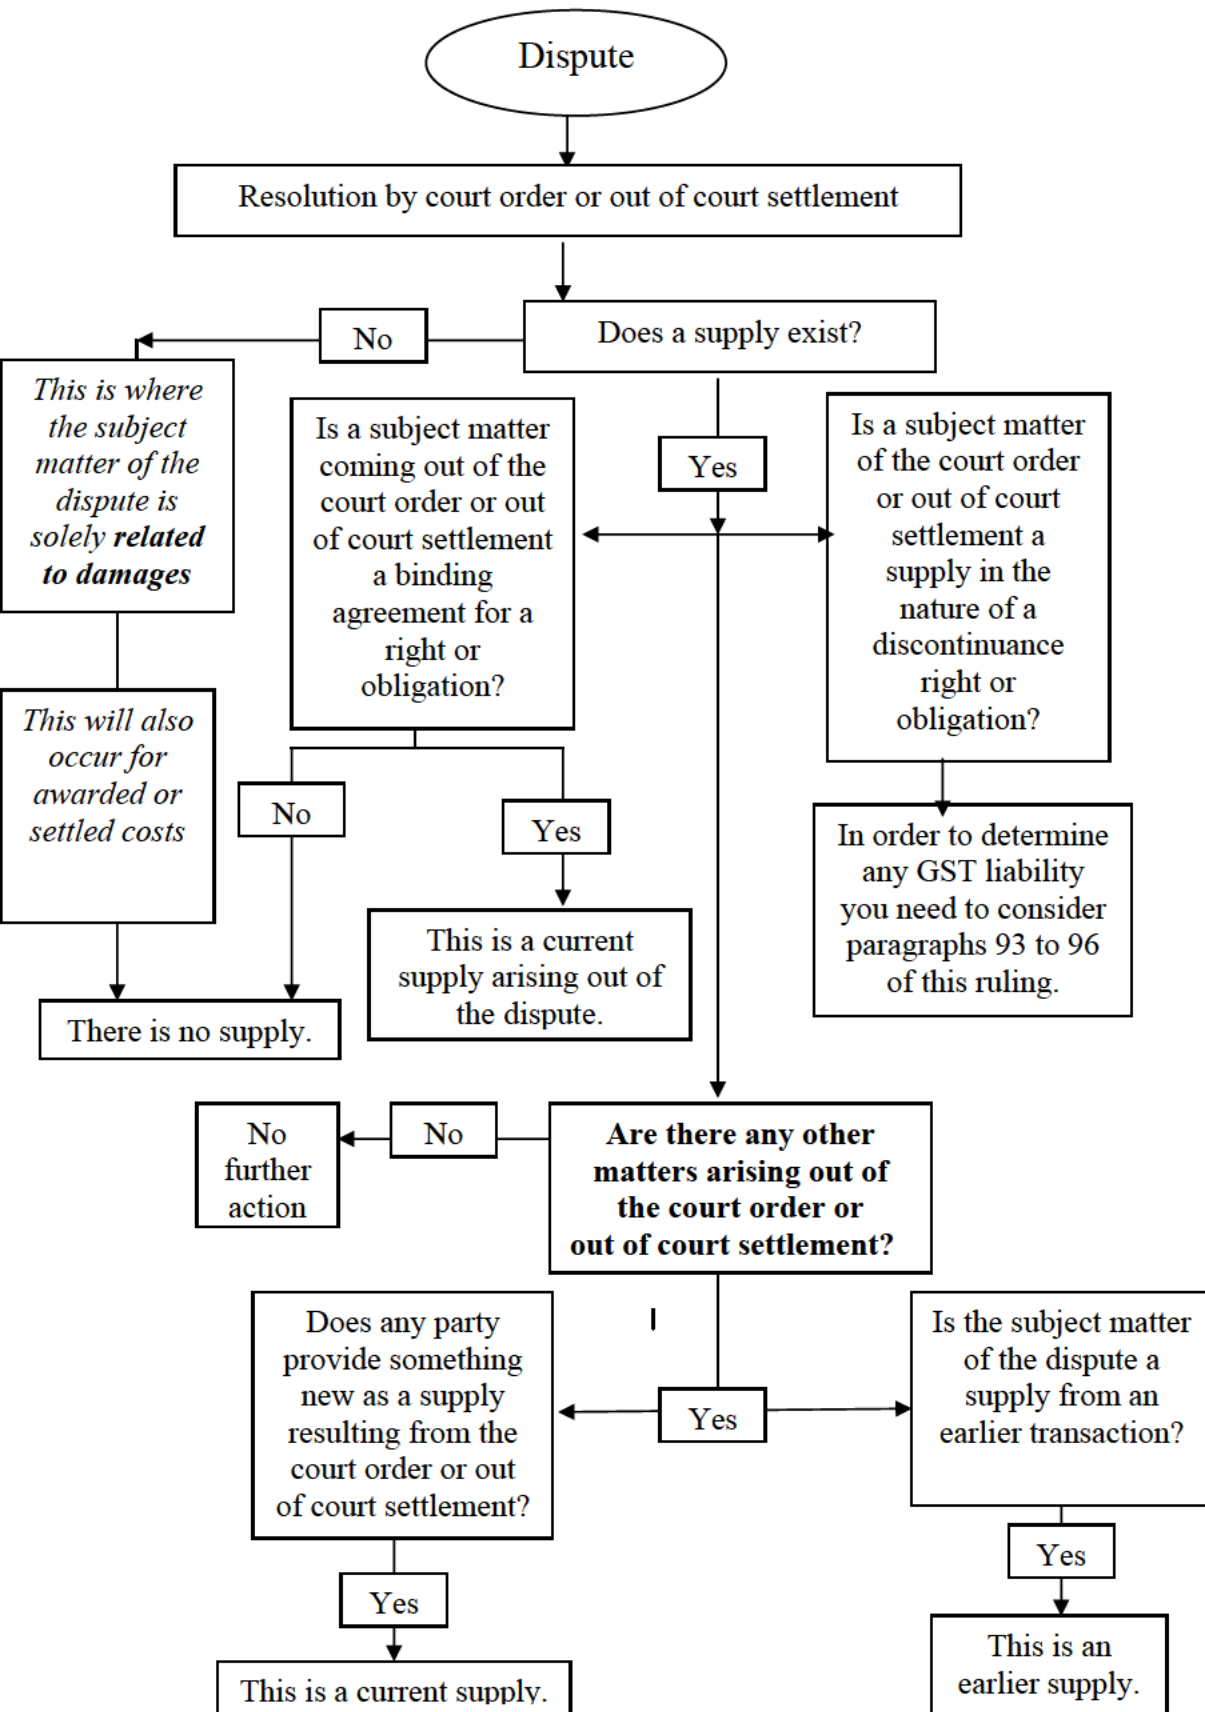 Dispute
Resolution by court order or out of court settlement
Does a supply exist?
No
This is where
the subject
matter of the
dispute is
solely related
to damages
Is a subject matter
coming out of the
court order or out
of court settlement
a binding
agreement for a
right or
obligation?
Yes
Is a subject matter
of the court order
or out of court
settlement a
supply in the
nature of a
discontinuance
right or
obligation?
This will also
occur for
awarded or
settled costs
No
Yes
In order to determine
any GST liability
you need to consider
paragraphs 93 to 96
of this ruling.
This is a current
supply arising out of
the dispute.
There is no supply.
Are there any other
matters arising out of
the court order or
out of court settlement?
No
No
further
action
Does any party
provide something
new as a supply
resulting from the
court order or out
of court settlement?
Yes
Is the subject matter
of the dispute a
supply from an
earlier transaction?
Yes
Yes
This is a current supply.
This is an
earlier supply.